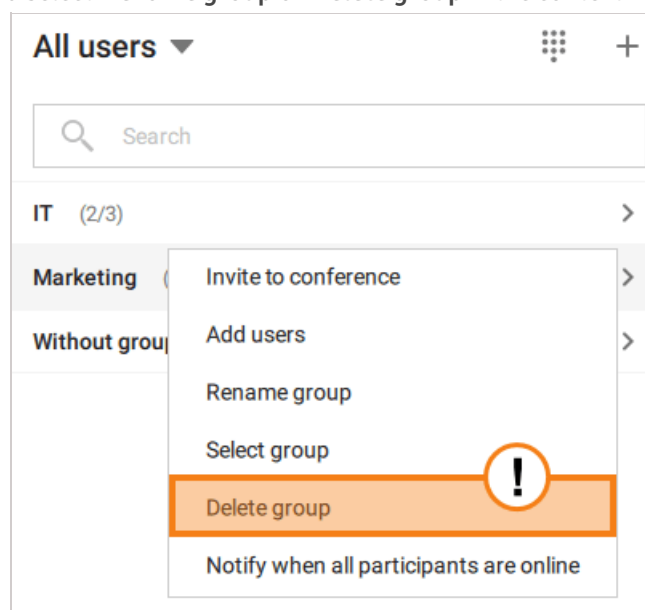 All users
Search
IT (2/3)
Marketing (
Without grou
Invite to conference
Add users
Rename group
Select group
!
Delete group
Notify when all participants are online